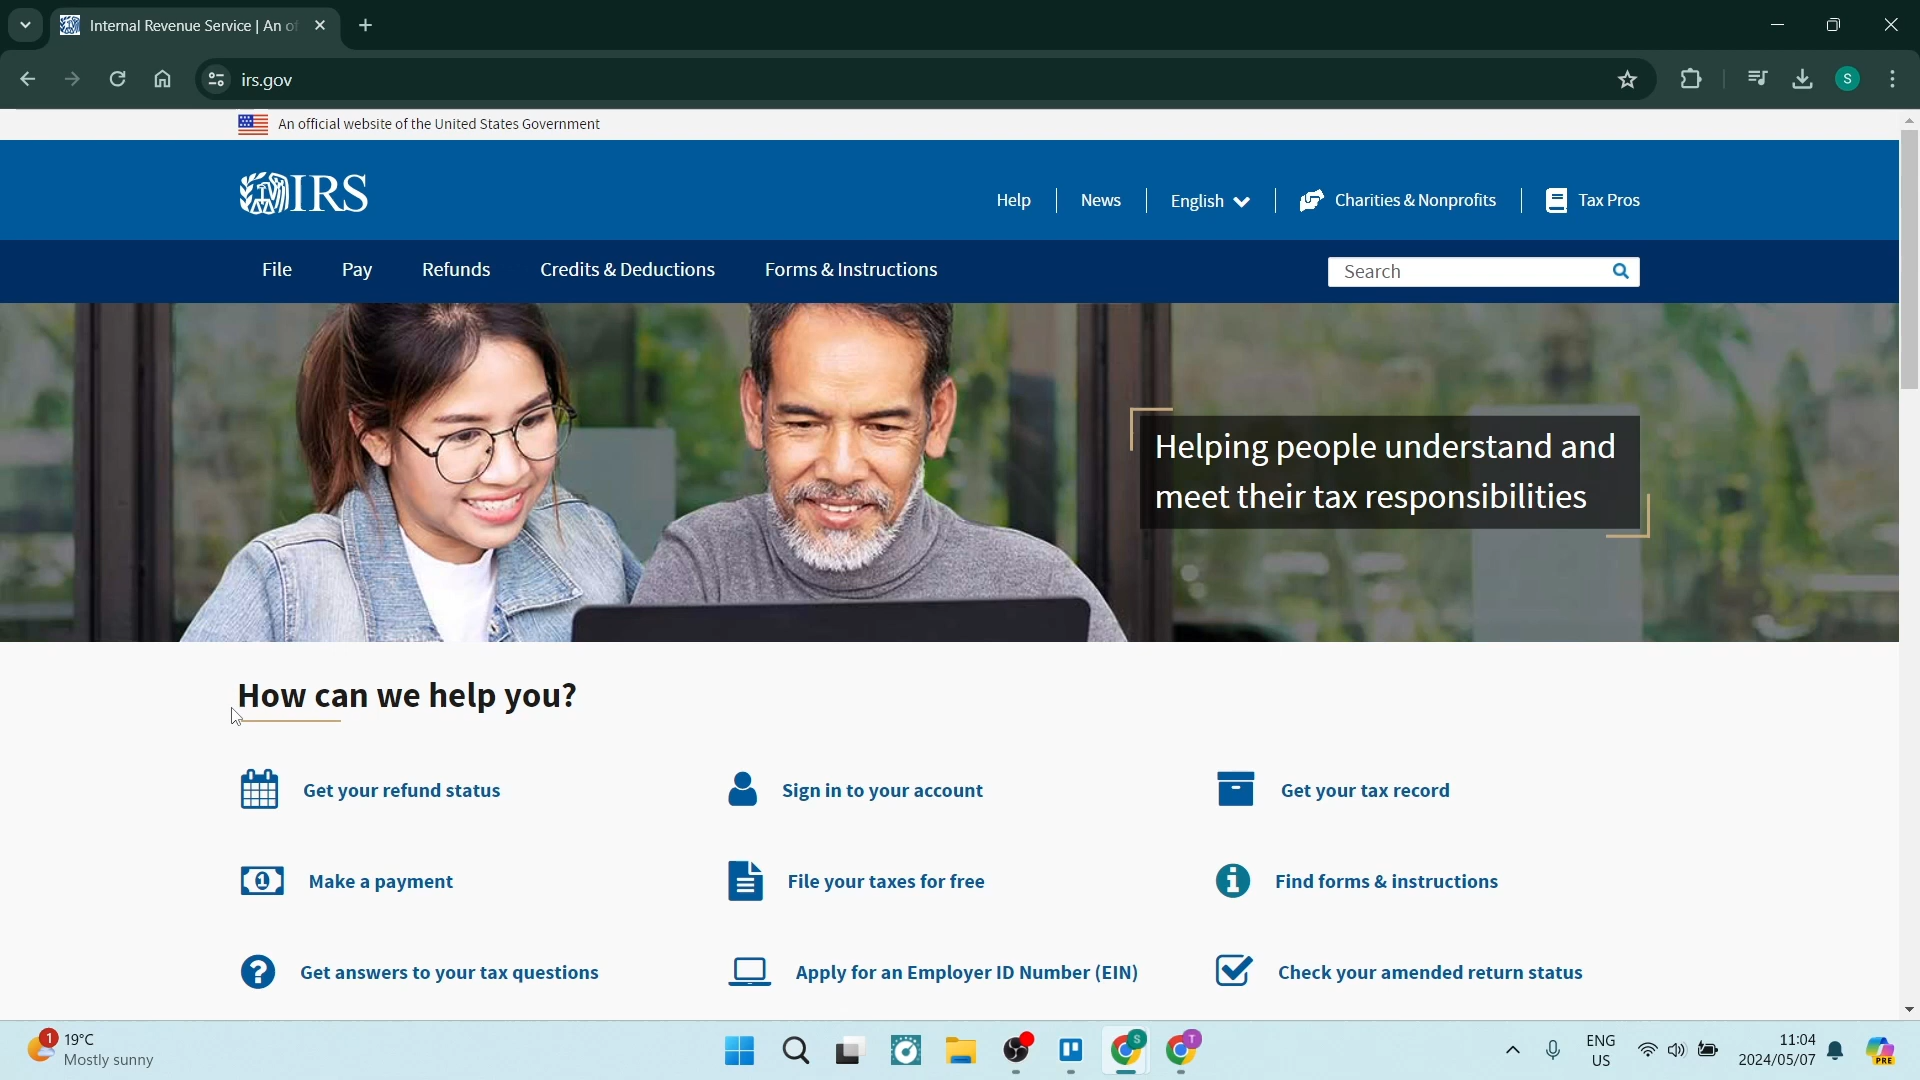 Internal Revenue Service | An of
irs.gov
S
An official website of the United States Government
IRS
Help
News
English
Charities & Nonprofits
Tax Pros
File
Pay
Refunds
Credits & Deductions
Forms & Instructions
Search
Helping people understand and
meet their tax responsibilities
How can we help you?
Get your refund status
Sign in to your account
Get your tax record
Make a payment
File your taxes for free
Find forms & instructions
Get answers to your tax questions
Apply for an Employer ID Number (EIN)
Check your amended return status
1
19°C
Mostly sunny
S
T
ENG
US
11:04
2024/05/07
PRE